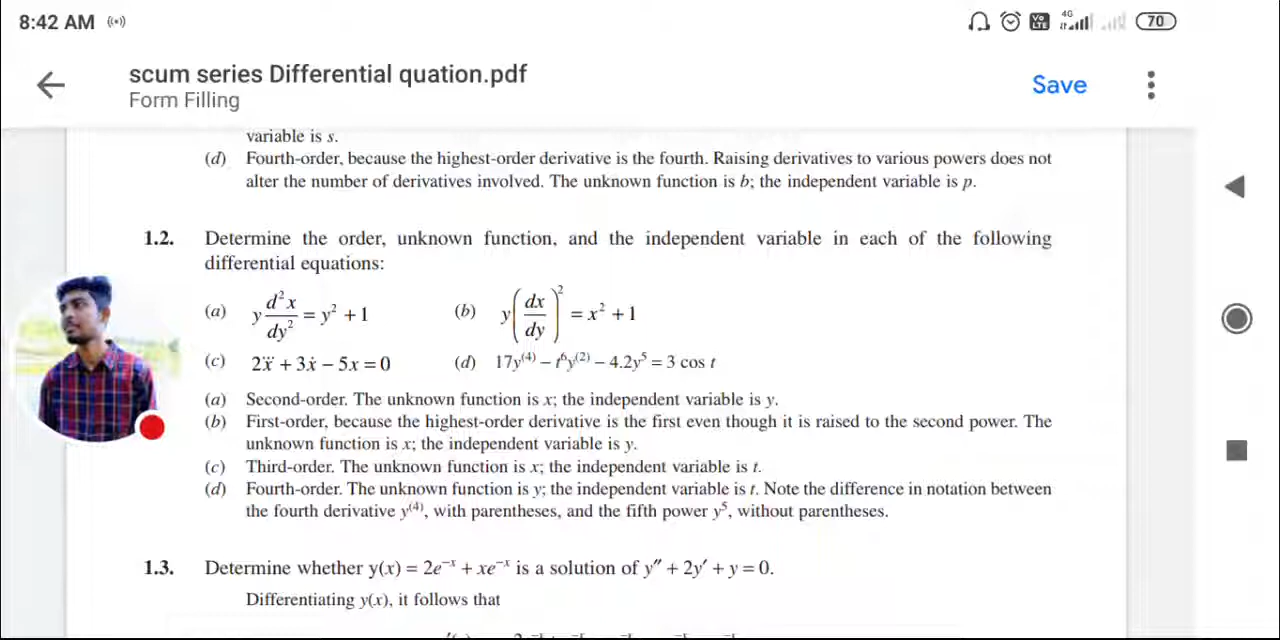 8:42 AM
4G
Vo LTE
70
scum series Differential quation.pdf
Form Filling
Save
variable is s.
(d) Fourth-order, because the highest-order derivative is the fourth. Raising derivatives to various powers does not
alter the number of derivatives involved. The unknown function is b; the independent variable is p.
1.2. Determine the order, unknown function, and the independent variable in each of the following
differential equations:
(a) y d²x/dy² = y² + 1 (b) y(dx/dy)² = x² + 1
(c) 2ẍ + 3ẋ − 5x = 0 (d) 17y⁽⁴⁾ − t⁶y⁽²⁾ − 4.2y⁵ = 3 cos t
(a) Second-order. The unknown function is x; the independent variable is y.
(b) First-order, because the highest-order derivative is the first even though it is raised to the second power. The
unknown function is x; the independent variable is y.
(c) Third-order. The unknown function is x; the independent variable is t.
(d) Fourth-order. The unknown function is y; the independent variable is t. Note the difference in notation between
the fourth derivative y⁽⁴⁾, with parentheses, and the fifth power y⁵, without parentheses.
1.3. Determine whether y(x) = 2e⁻ˣ + xe⁻ˣ is a solution of y″ + 2y′ + y = 0.
Differentiating y(x), it follows that